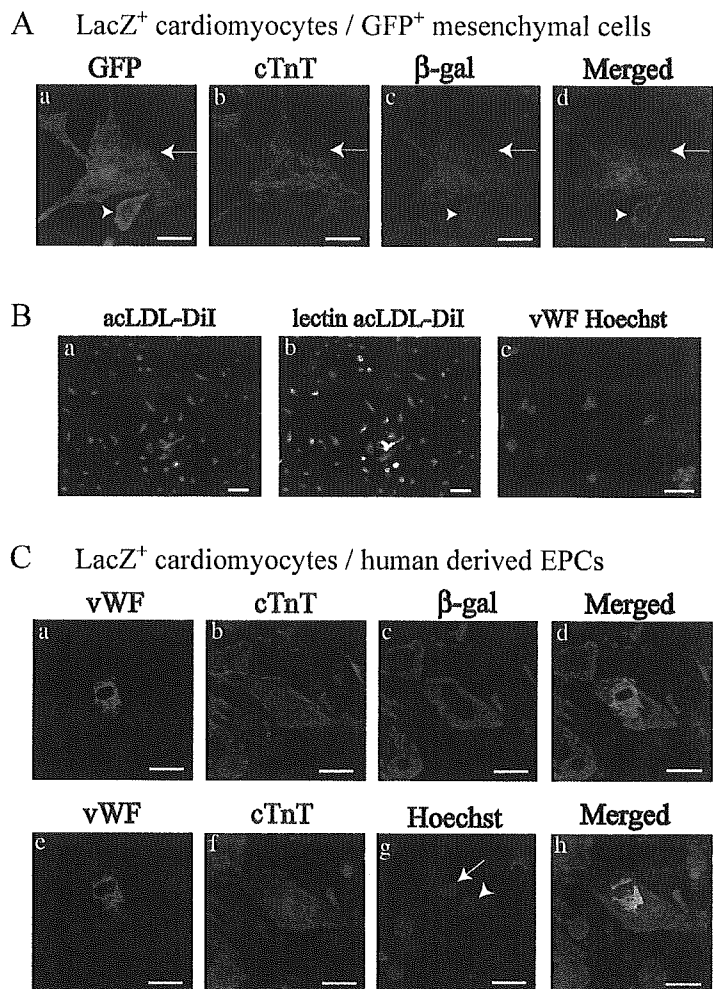 A LacZ⁺ cardiomyocytes / GFP⁺ mesenchymal cells
GFP cTnT β-gal Merged
a b c d
B acLDL-DiI lectin acLDL-DiI vWF Hoechst
a b c
C LacZ⁺ cardiomyocytes / human derived EPCs
vWF cTnT β-gal Merged
a b c d
vWF cTnT Hoechst Merged
e f g h